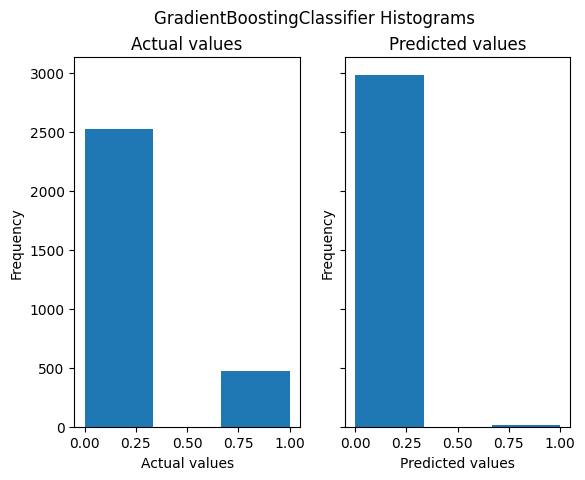 GradientBoostingClassifier Histograms
Actual values
Predicted values
3000
2500
2000
1500
1000
500
0
Frequency
Frequency
0.00 0.25 0.50 0.75 1.00
0.00 0.25 0.50 0.75 1.00
Actual values
Predicted values